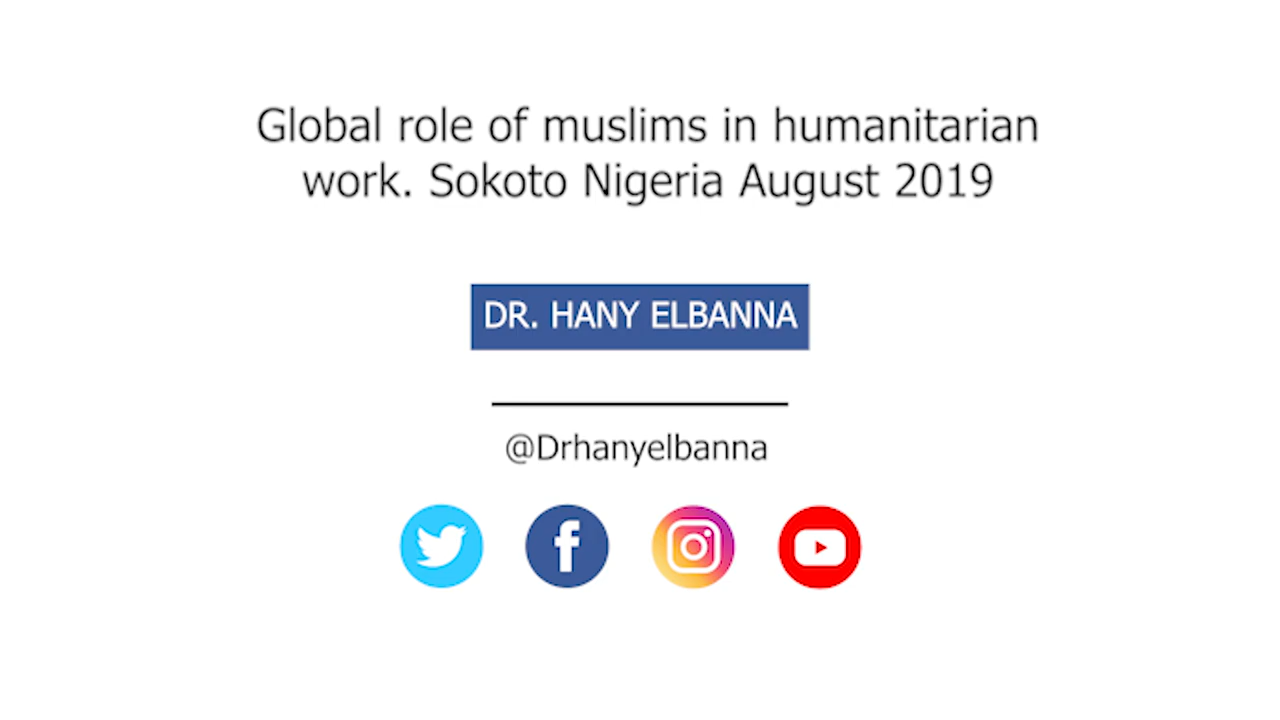 Global role of muslims in humanitarian
work. Sokoto Nigeria August 2019
DR. HANY ELBANNA
@Drhanyelbanna